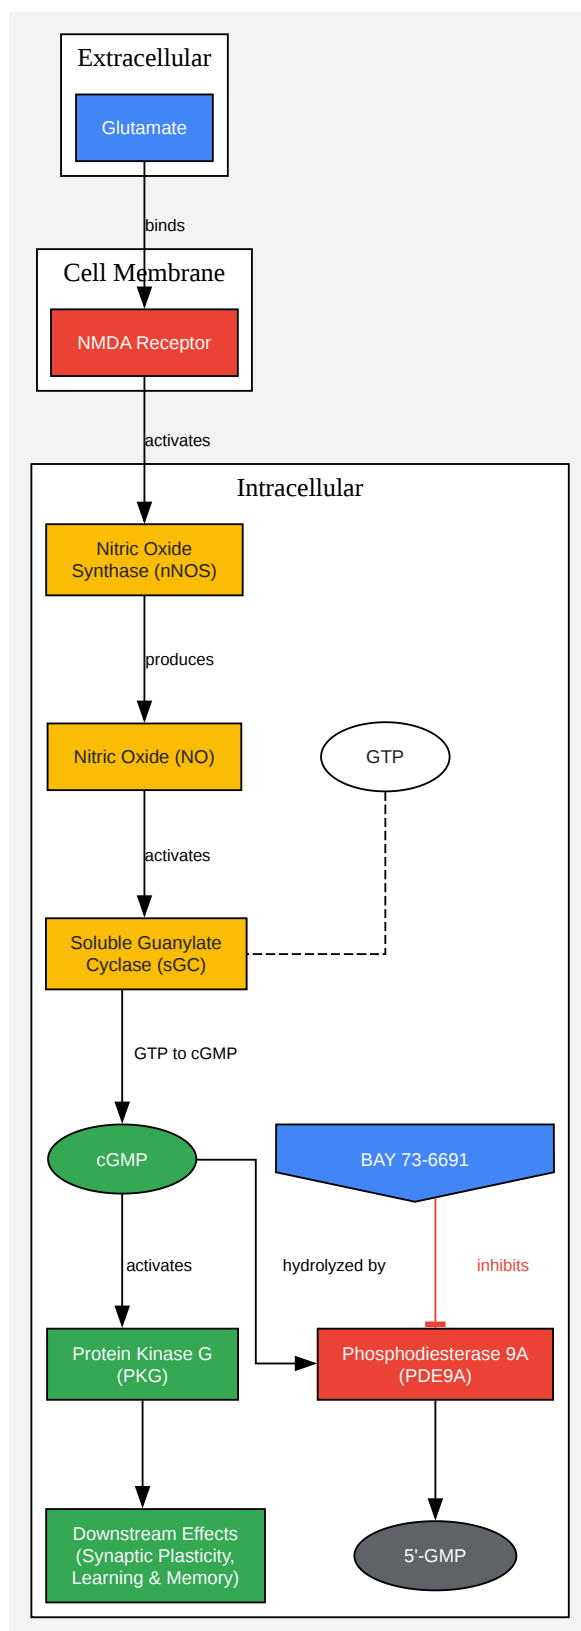 Extracellular
Glutamate
binds
Cell Membrane
NMDA Receptor
activates
Intracellular
Nitric Oxide
Synthase (nNOS)
produces
Nitric Oxide (NO)
GTP
activates
Soluble Guanylate
Cyclase (sGC)
GTP to cGMP
cGMP
BAY 73-6691
activates
hydrolyzed by
inhibits
Protein Kinase G
(PKG)
Phosphodiesterase 9A
(PDE9A)
Downstream Effects
(Synaptic Plasticity,
Learning & Memory)
5'-GMP